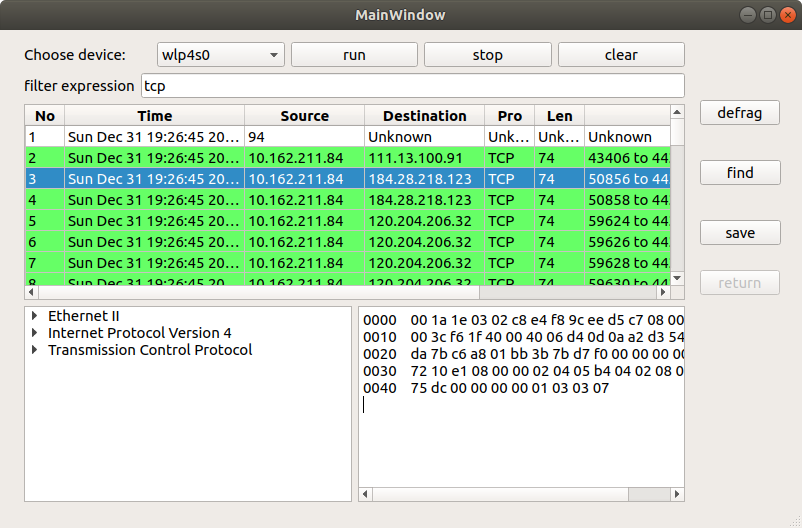 MainWindow
Choose device: wlp4s0 run stop clear
filter expression tcp
No Time Source Destination Pro Len
1 Sun Dec 31 19:26:45 20... 94 Unknown Unk... Unk... Unknown
2 Sun Dec 31 19:26:45 20... 10.162.211.84 111.13.100.91 TCP 74 43406 to 44
3 Sun Dec 31 19:26:45 20... 10.162.211.84 184.28.218.123 TCP 74 50856 to 44
4 Sun Dec 31 19:26:45 20... 10.162.211.84 184.28.218.123 TCP 74 50858 to 44
5 Sun Dec 31 19:26:45 20... 10.162.211.84 120.204.206.32 TCP 74 59624 to 44
6 Sun Dec 31 19:26:45 20... 10.162.211.84 120.204.206.32 TCP 74 59626 to 44
7 Sun Dec 31 19:26:45 20... 10.162.211.84 120.204.206.32 TCP 74 59628 to 44
8 Sun Dec 31 19:26:45 20... 10.162.211.84 120.204.206.32 TCP 74 59630 to 44
defrag
find
save
return
Ethernet II
Internet Protocol Version 4
Transmission Control Protocol
0000 00 1a 1e 03 02 c8 e4 f8 9c ee d5 c7 08 00
0010 00 3c f6 1f 40 00 40 06 d4 0d 0a a2 d3 54
0020 da 7b c6 a8 01 bb 3b 7b d7 f0 00 00 00 00
0030 72 10 e1 08 00 00 02 04 05 b4 04 02 08 0
0040 75 dc 00 00 00 00 01 03 03 07